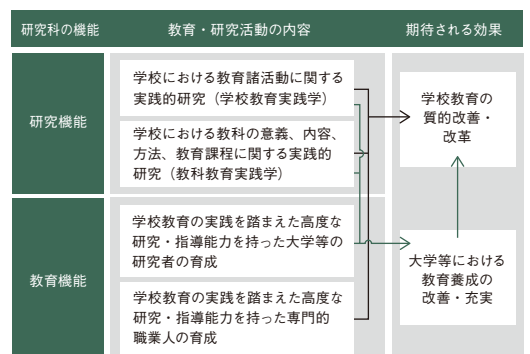 研究科の機能
教育・研究活動の内容
期待される効果
研究機能
学校における教育諸活動に関する
実践的研究（学校教育実践学）
学校における教科の意義、内容、
方法、教育課程に関する実践的
研究（教科教育実践学）
学校教育の
質的改善・
改革
教育機能
学校教育の実践を踏まえた高度な
研究・指導能力を持った大学等の
研究者の育成
学校教育の実践を踏まえた高度な
研究・指導能力を持った専門的
職業人の育成
大学等における
教育養成の
改善・充実